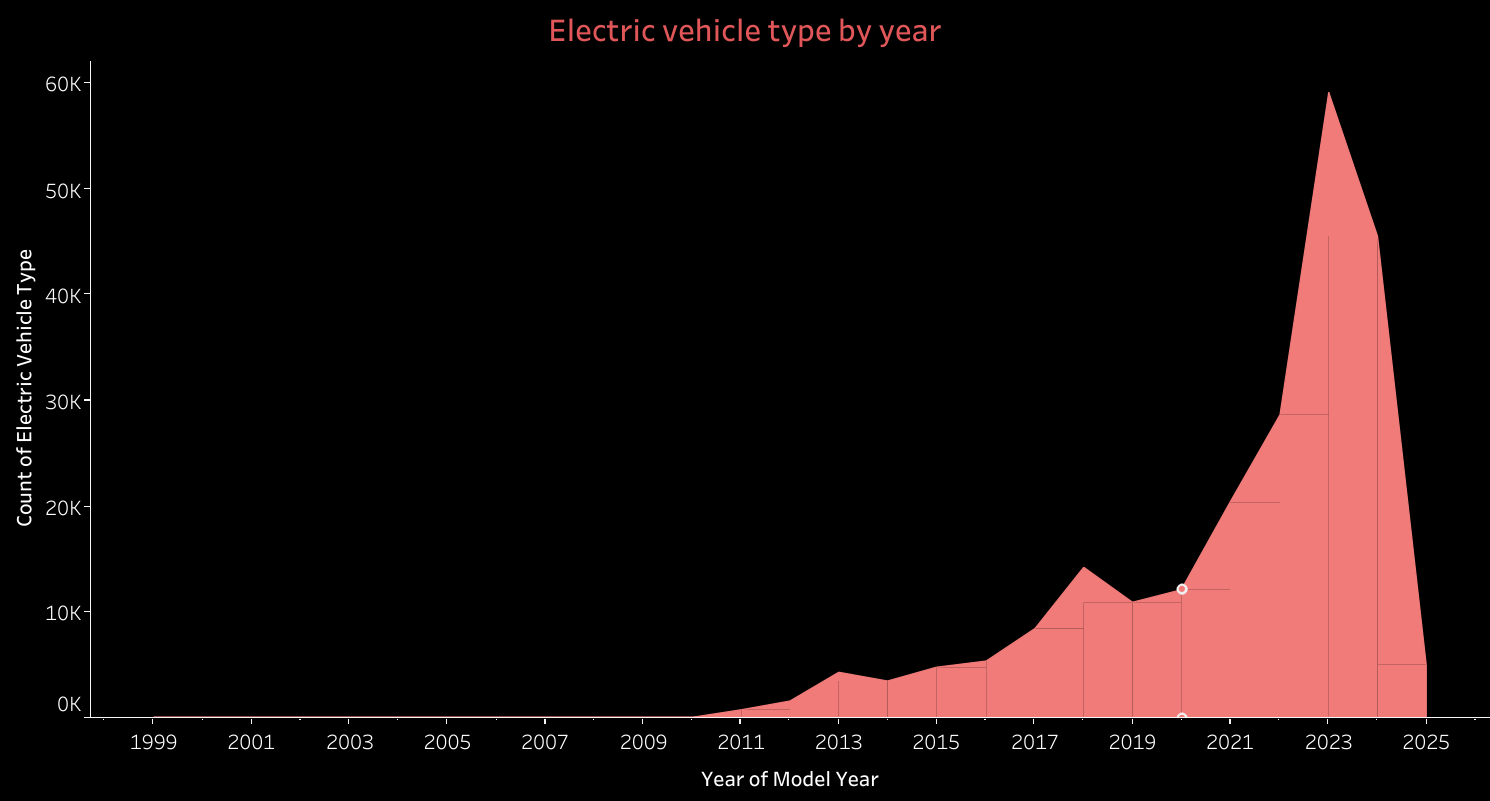 Electric vehicle type by year
60K
50K
40K
30K
20K
10K
0K
Count of Electric Vehicle Type
1999 2001 2003 2005 2007 2009 2011 2013 2015 2017 2019 2021 2023 2025
Year of Model Year